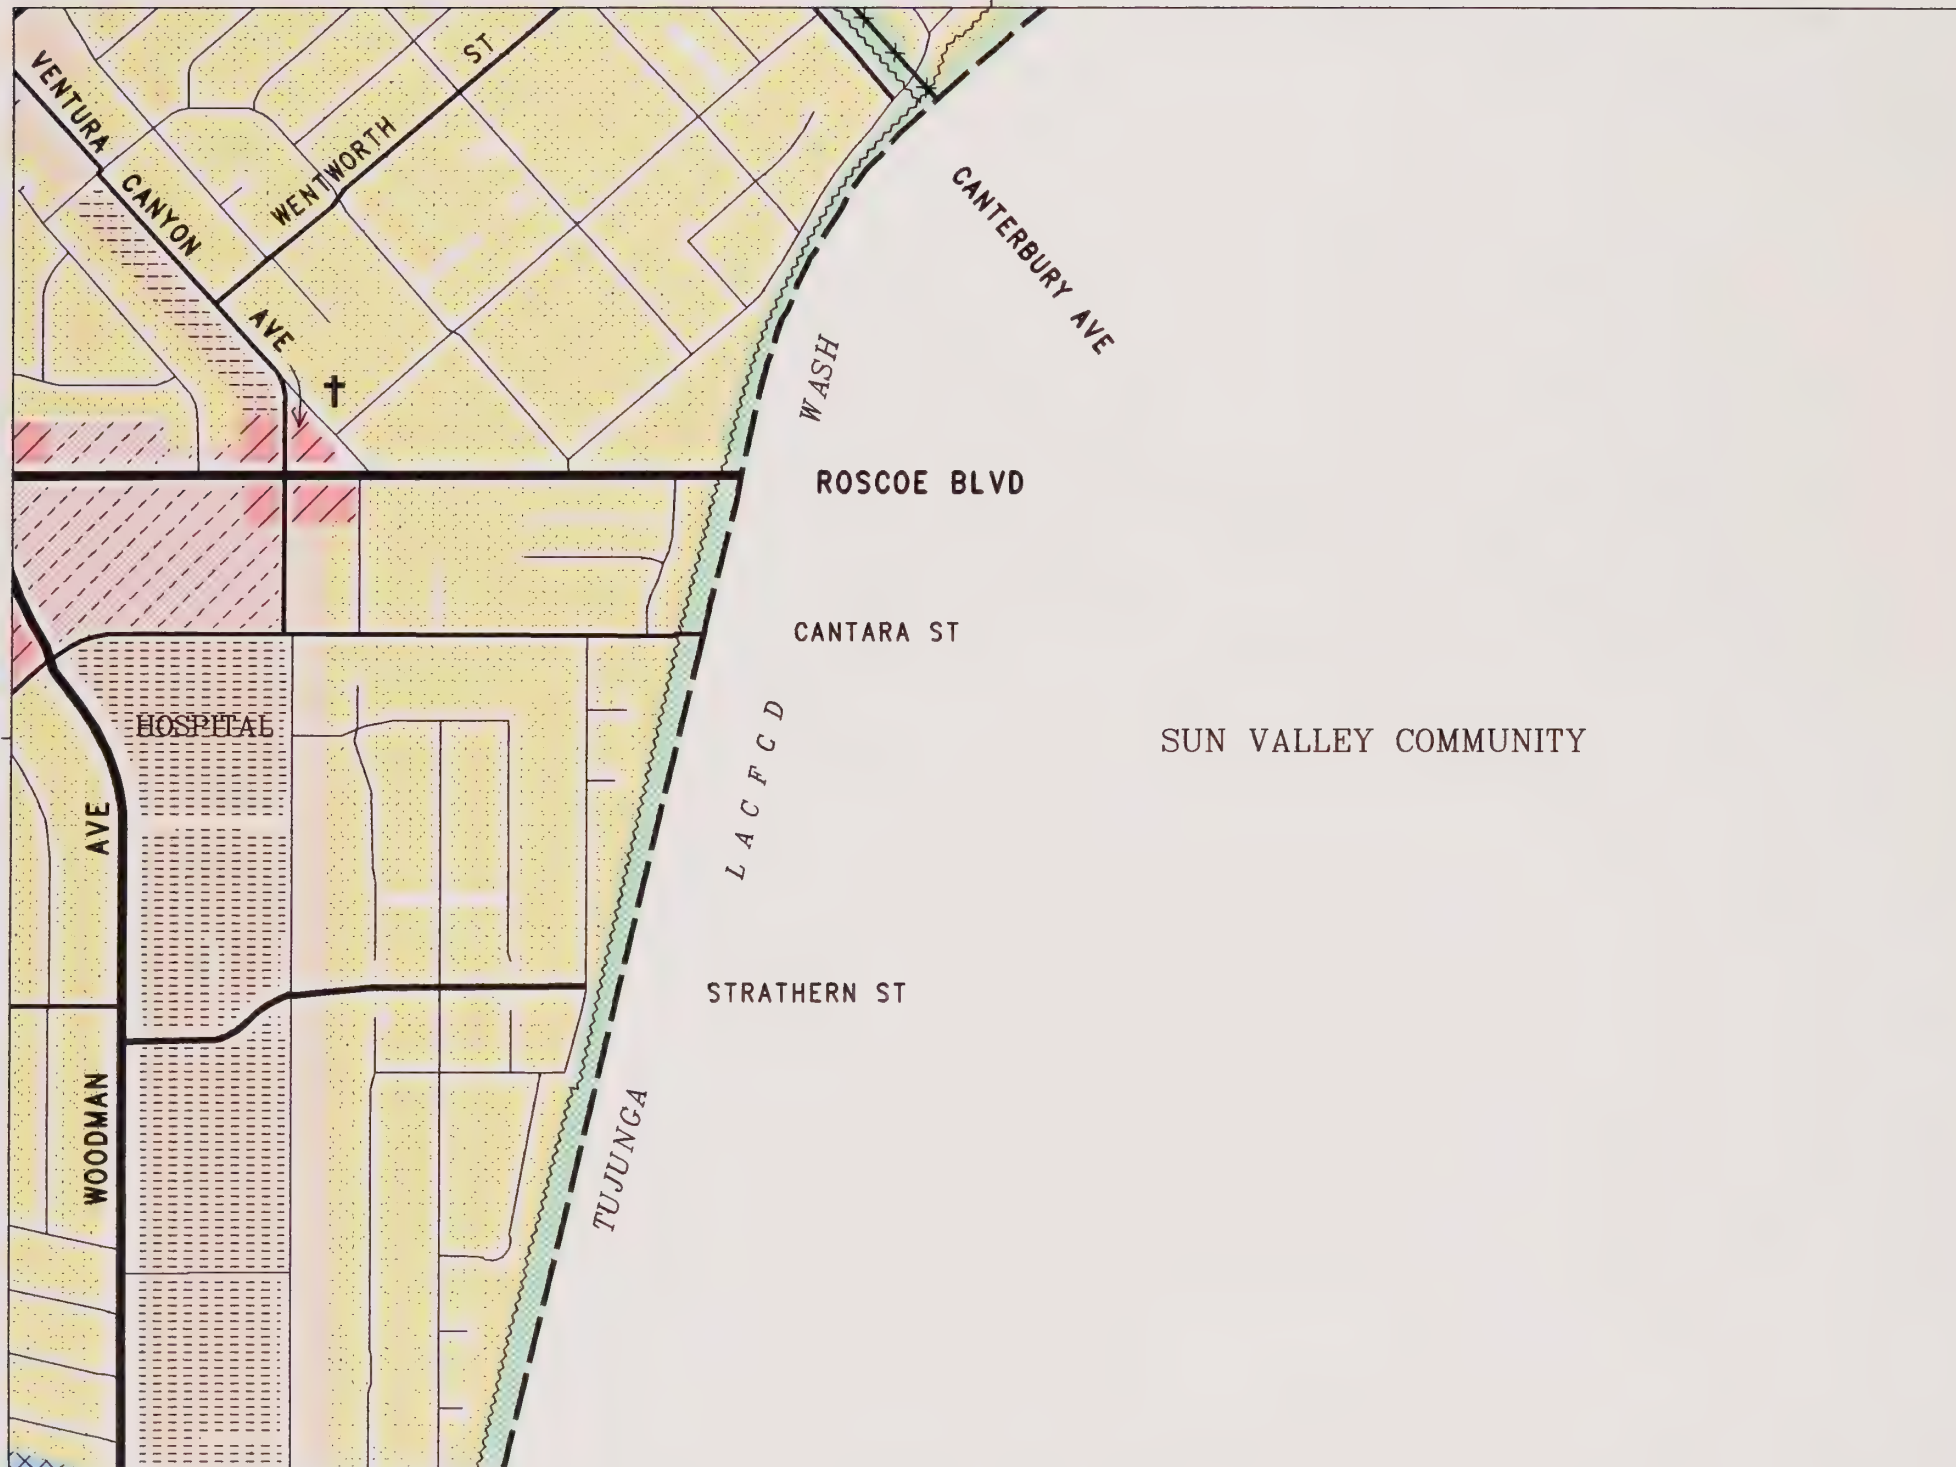 VENTURA CANYON AVE
WENTWORTH ST
CANTERBURY AVE
WASH
ROSCOE BLVD
CANTARA ST
HOSPITAL
SUN VALLEY COMMUNITY
LACFCD
AVE
STRATHERN ST
WOODMAN
TUJUNGA